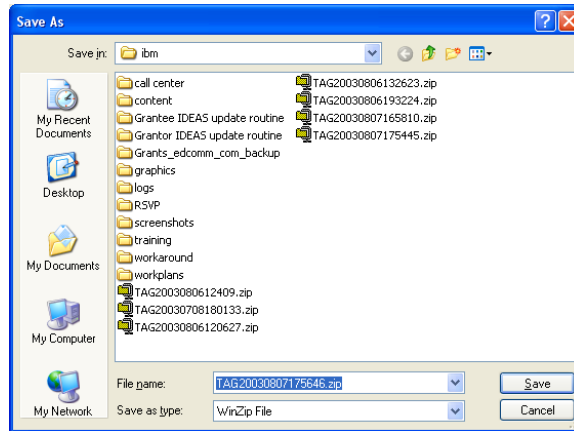 Save As
Save in:
ibm
My Recent
Documents
Desktop
My Documents
My Computer
My Network
call center
content
Grantee IDEAS update routine
Grantor IDEAS update routine
Grants_edcomm_com_backup
graphics
logs
RSVP
screenshots
training
workaround
workplans
TAG2003080612409.zip
TAG20030708180133.zip
TAG20030806120627.zip
TAG20030806132623.zip
TAG20030806193224.zip
TAG20030807165810.zip
TAG20030807175445.zip
File name:
TAG20030807175646.zip
Save
Save as type:
WinZip File
Cancel